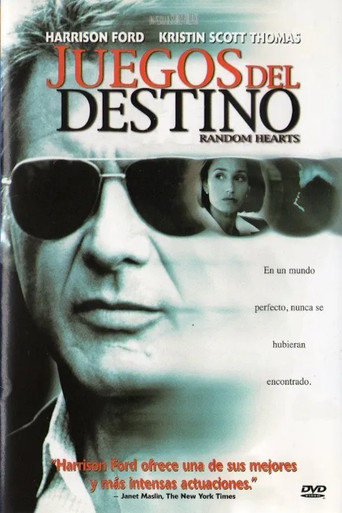 HARRISON FORD KRISTIN SCOTT THOMAS
JUEGOS DEL
DESTINO
RANDOM HEARTS
En un mundo
perfecto, nunca se
hubieran
encontrado.
"Harrison Ford ofrece una de sus mejores
y más intensas actuaciones."
– Janet Maslin, The New York Times
DVD